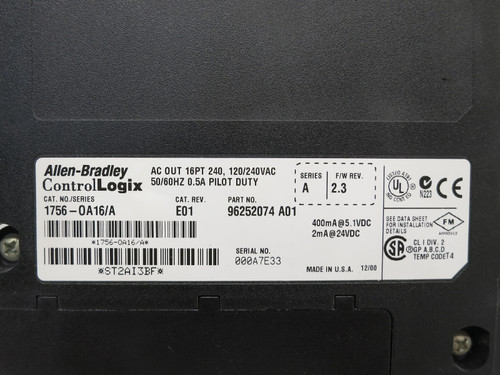 Allen-Bradley
ControlLogix
AC OUT 16PT 240, 120/240VAC
50/60HZ 0.5A PILOT DUTY
SERIES
A
F/W REV.
2.3
CAT. NO./SERIES
1756-OA16/A
CAT. REV.
E01
PART NO.
96252074 A01
*1756-OA16/A*
*ST2AI3BF*
SERIAL NO.
000A7E33
400mA@5.1VDC
2mA@24VDC
MADE IN U.S.A. 12/00
N223
SEE DATA SHEET
FOR INSTALLATION
DETAILS
FM
APPROVED
SA
CL I DIV. 2
GP A,B,C,D
TEMP CODE T4